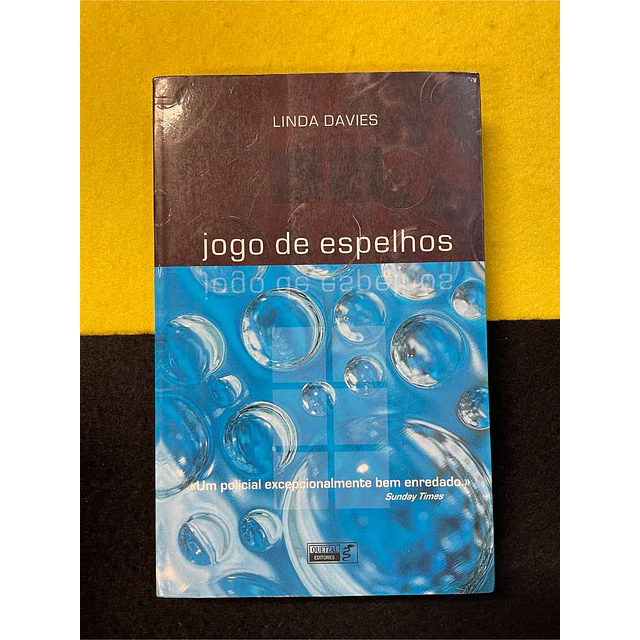 LINDA DAVIES
jogo de espelhos
jogo de espelhos
«Um policial excepcionalmente bem enredado.»
Sunday Times
QUETZAL
EDITORES